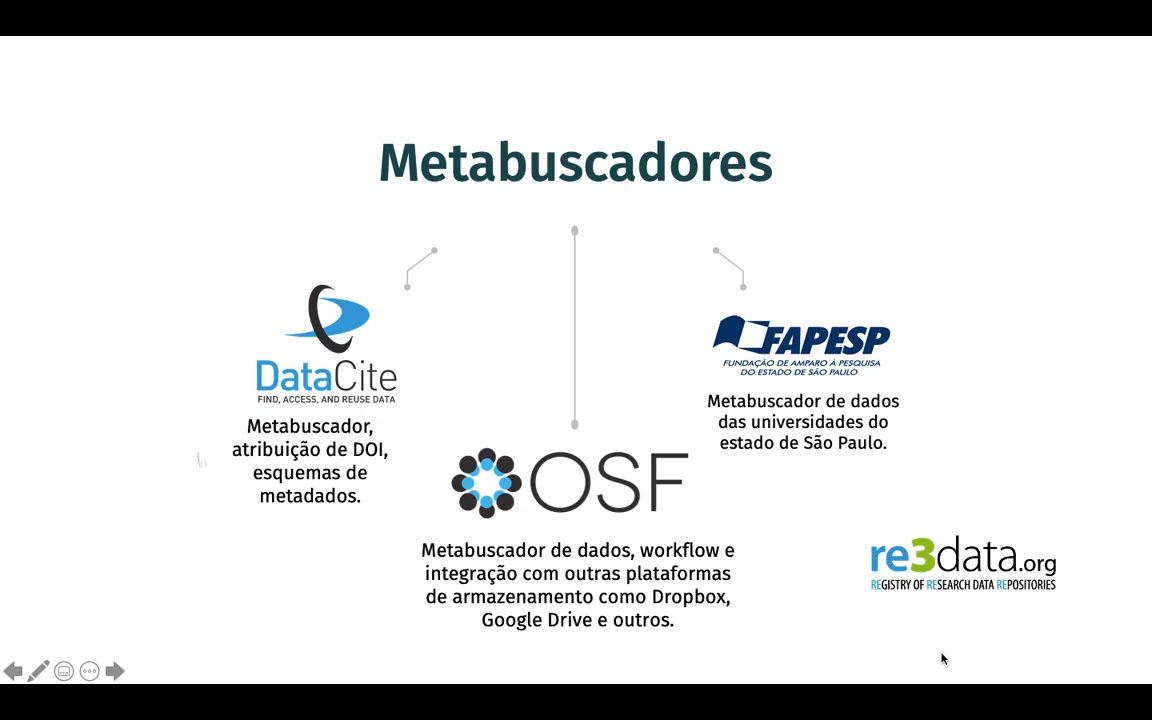 Metabuscadores
DataCite
FIND, ACCESS, AND REUSE DATA
Metabuscador,
atribuição de DOI,
esquemas de
metadados.
OSF
Metabuscador de dados, workflow e
integração com outras plataformas
de armazenamento como Dropbox,
Google Drive e outros.
FAPESP
FUNDAÇÃO DE AMPARO À PESQUISA
DO ESTADO DE SÃO PAULO
Metabuscador de dados
das universidades do
estado de São Paulo.
re3data.org
REGISTRY OF RESEARCH DATA REPOSITORIES